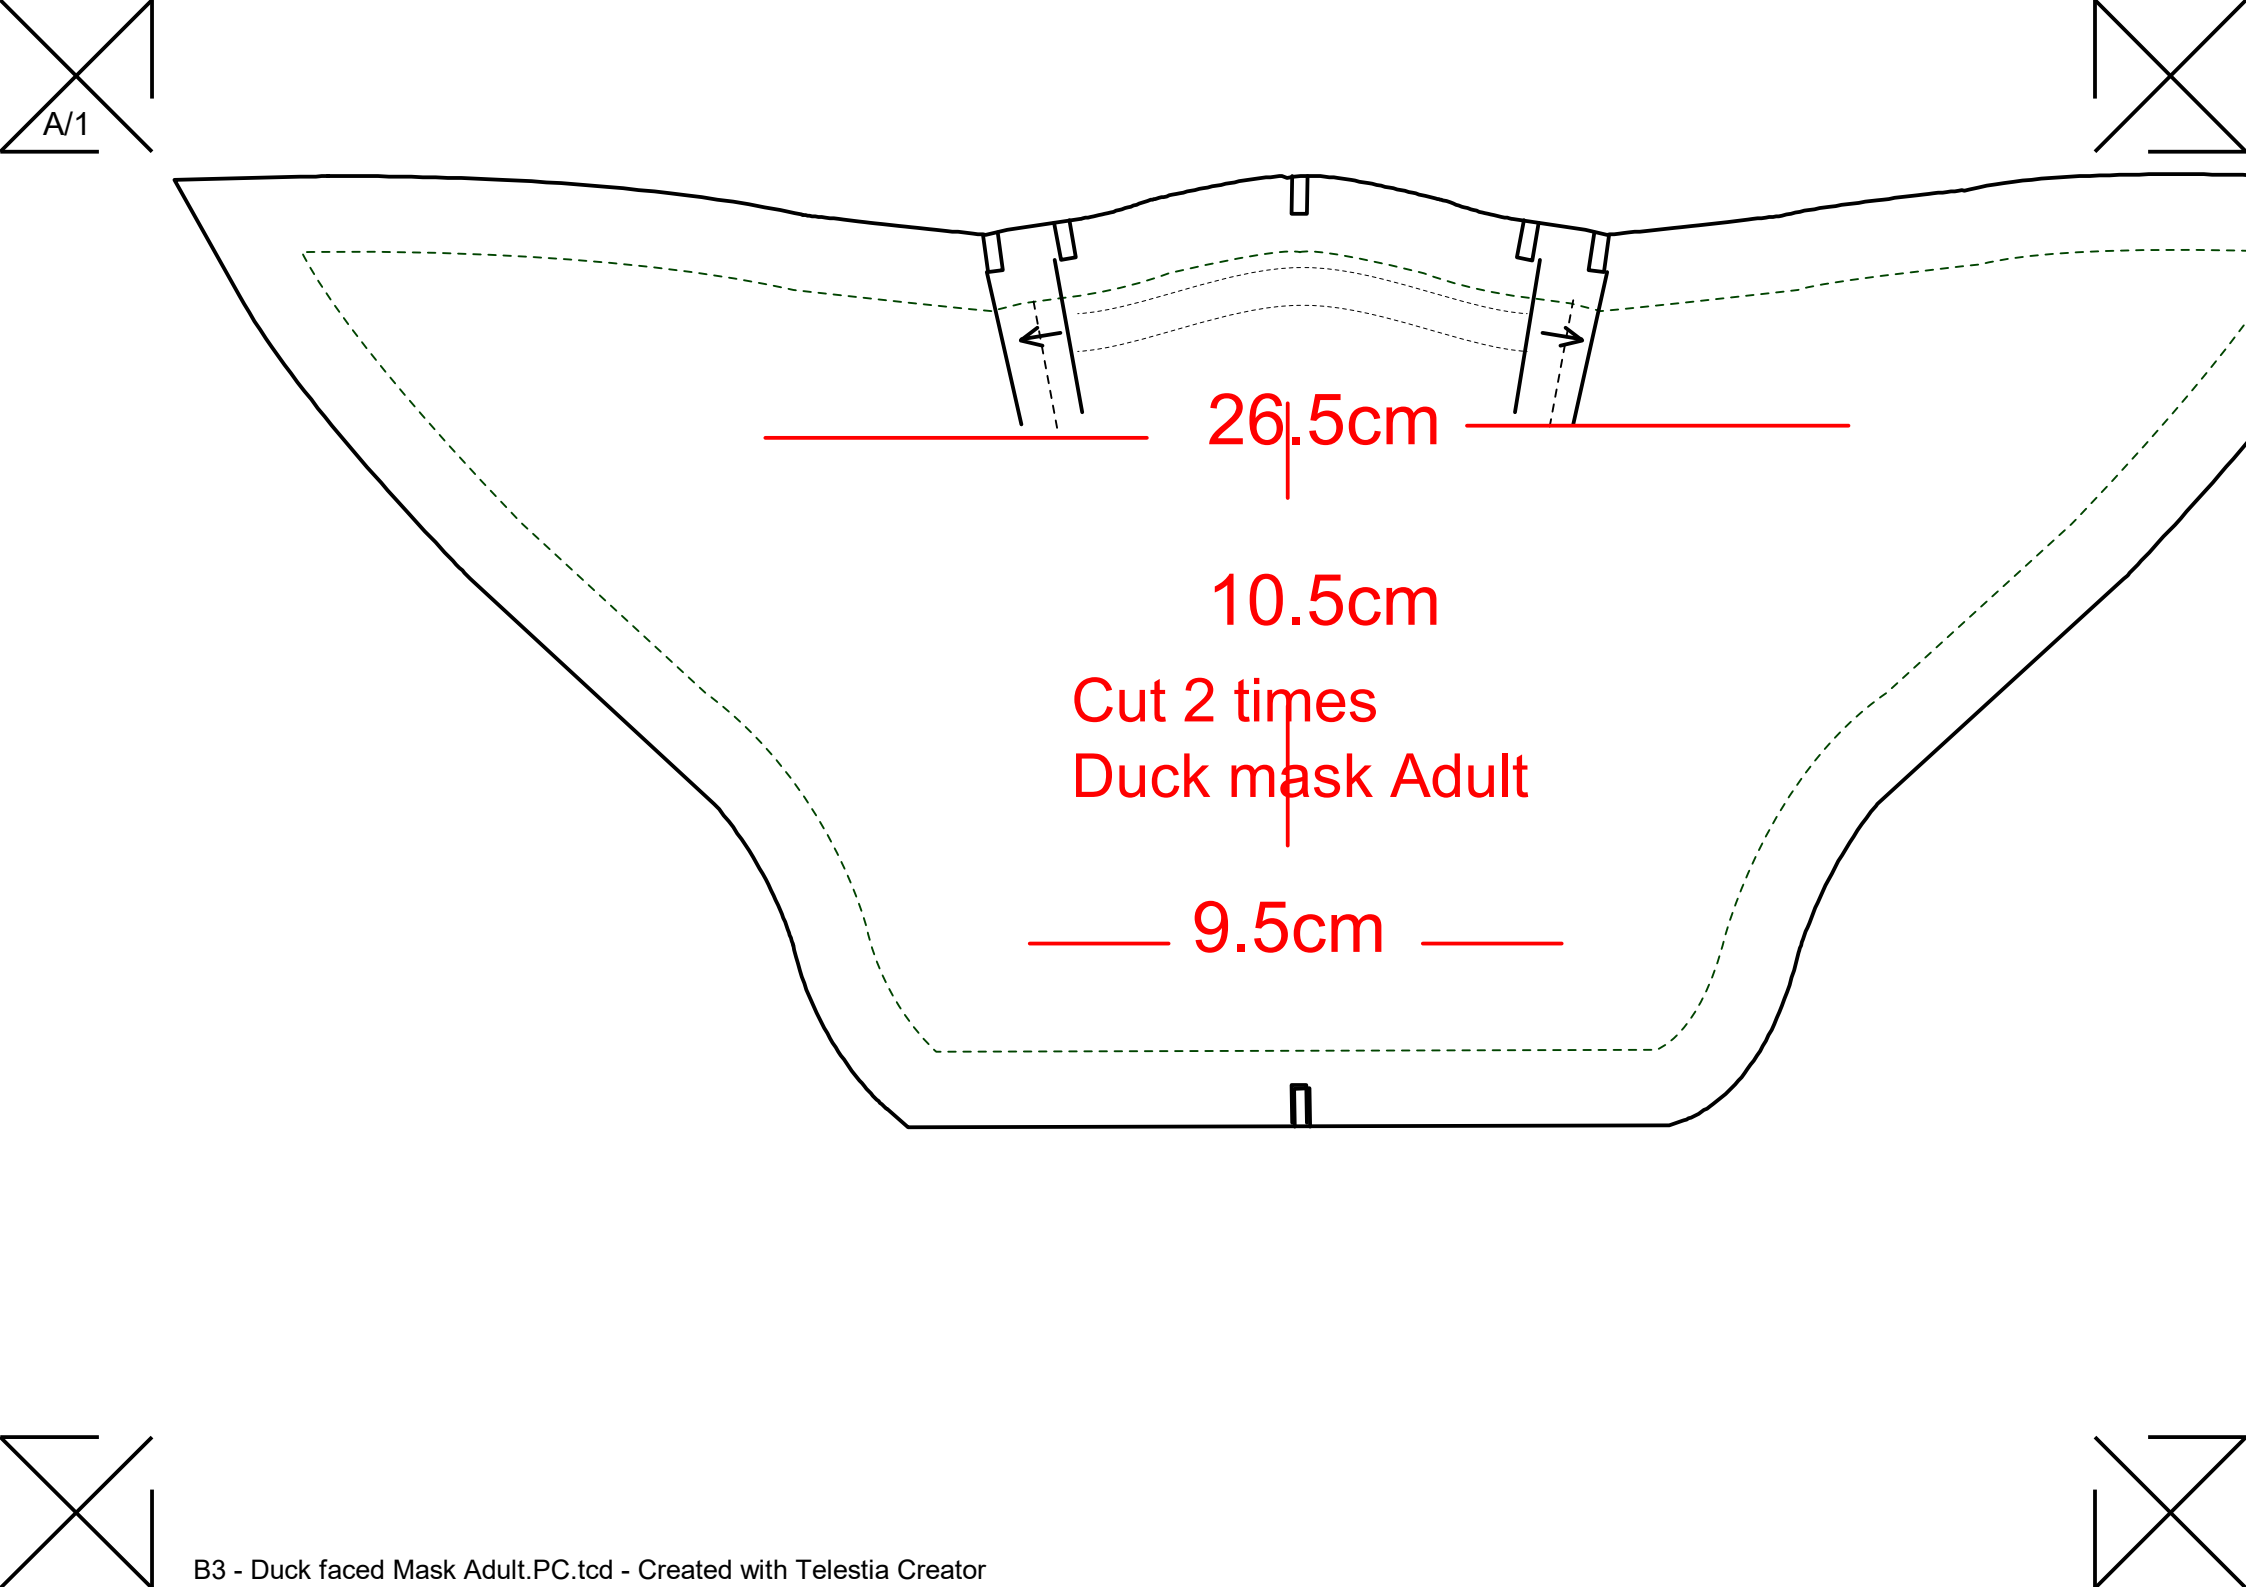 A/1
26.5cm
10.5cm
Cut 2 times
Duck mask Adult
9.5cm
B3 - Duck faced Mask Adult.PC.tcd - Created with Telestia Creator